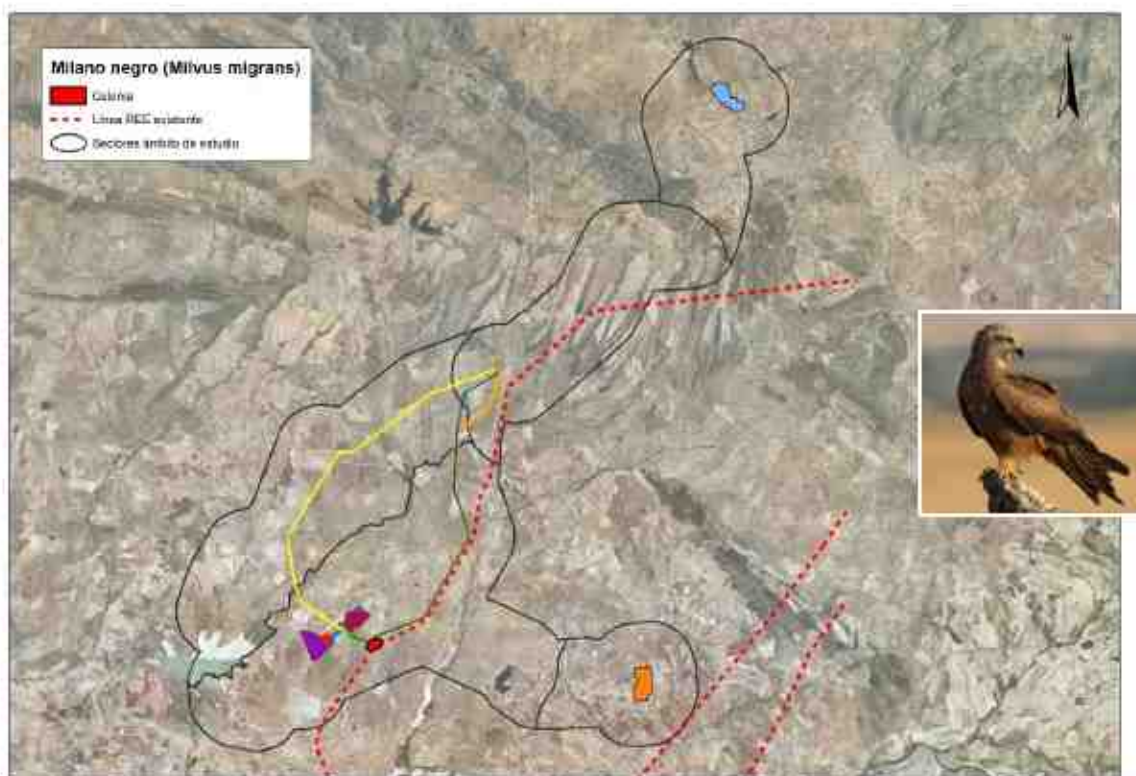 Milano negro (Milvus migrans)
Colonia
Línea REE existente
Sectores ámbito de estudio